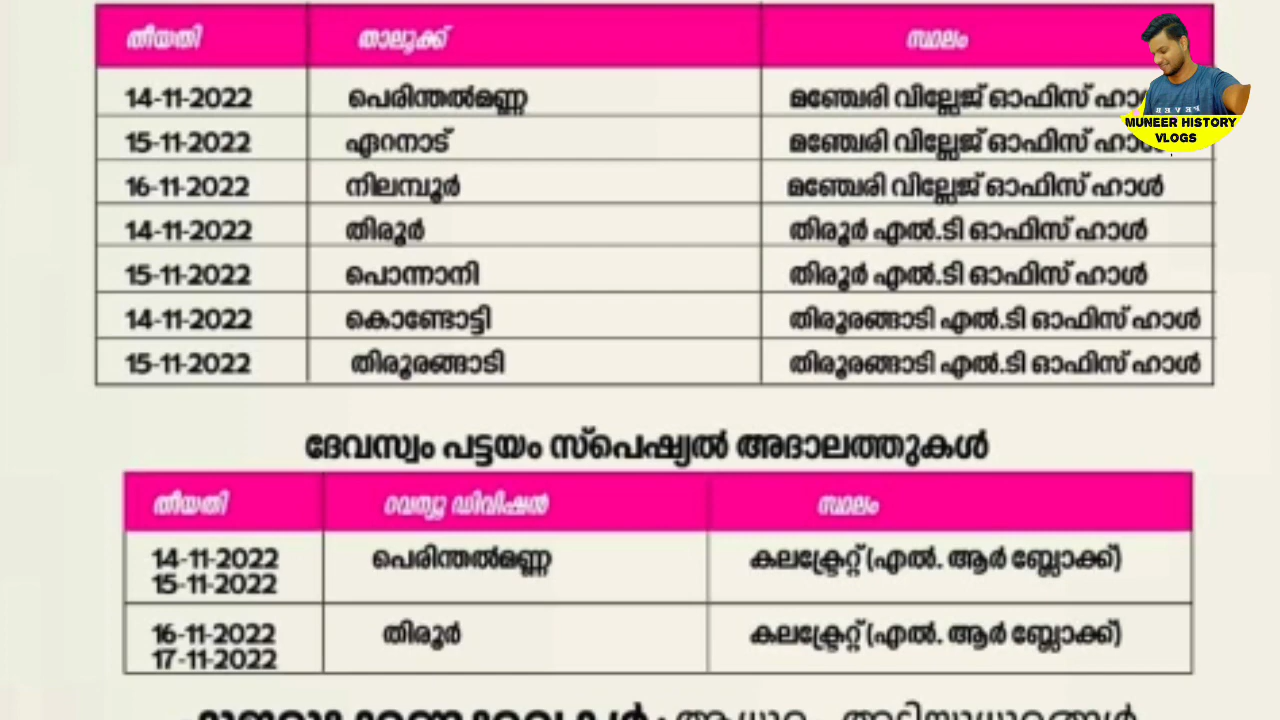 തീയതി താലൂക്ക് സ്ഥലം
14-11-2022 പെരിന്തൽമണ്ണ മഞ്ചേരി വില്ലേജ് ഓഫിസ്
15-11-2022 ഏറനാട് മഞ്ചേരി വില്ലേജ് ഓഫിസ്
16-11-2022 നിലമ്പൂർ മഞ്ചേരി വില്ലേജ് ഓഫിസ് ഹാൾ
14-11-2022 തിരൂർ തിരൂർ എൽ.ടി ഓഫിസ് ഹാൾ
15-11-2022 പൊന്നാനി തിരൂർ എൽ.ടി ഓഫിസ് ഹാൾ
14-11-2022 കൊണ്ടോട്ടി തിരൂരങ്ങാടി എൽ.ടി ഓഫിസ് ഹാൾ
15-11-2022 തിരൂരങ്ങാടി തിരൂരങ്ങാടി എൽ.ടി ഓഫിസ് ഹാൾ
MUNEER HISTORY
VLOGS
ദേവസ്വം പട്ടയം സ്പെഷ്യൽ അദാലത്തുകൾ
തീയതി റവന്യൂ ഡിവിഷൻ സ്ഥലം
14-11-2022 പെരിന്തൽമണ്ണ കലക്ട്രേറ്റ് (എൽ. ആർ ബ്ലോക്ക്)
15-11-2022
16-11-2022 തിരൂർ കലക്ട്രേറ്റ് (എൽ. ആർ ബ്ലോക്ക്)
17-11-2022